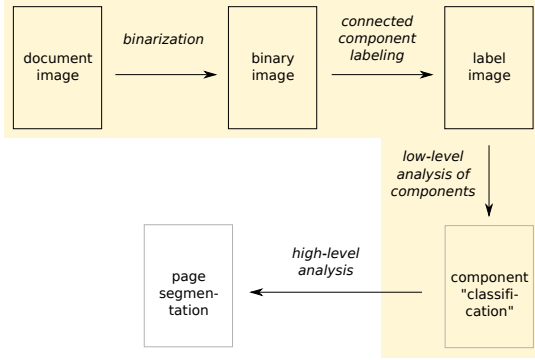 document
image
binarization
binary
image
connected
component
labeling
label
image
low-level
analysis of
components
component
"classifi-
cation"
high-level
analysis
page
segmen-
tation